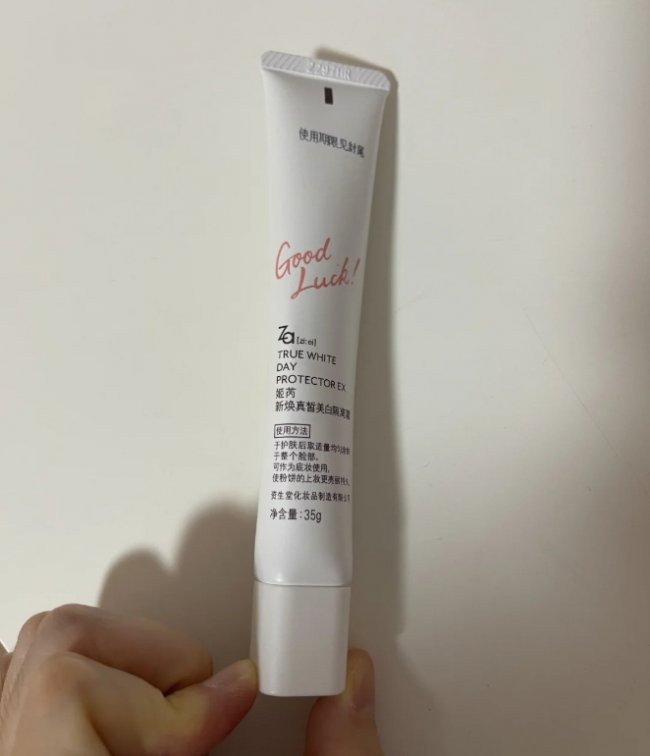 使用期限见封尾
Good
Luck!
Za [zi: ei]
TRUE WHITE
DAY
PROTECTOR EX
姬芮
新焕真皙美白隔离霜
使用方法
于护肤后取适量均匀
于整个脸部。
可作为底妆使用,
使粉饼的上妆更亮丽持久。
资生堂化妆品制造有限公司
净含量:35g